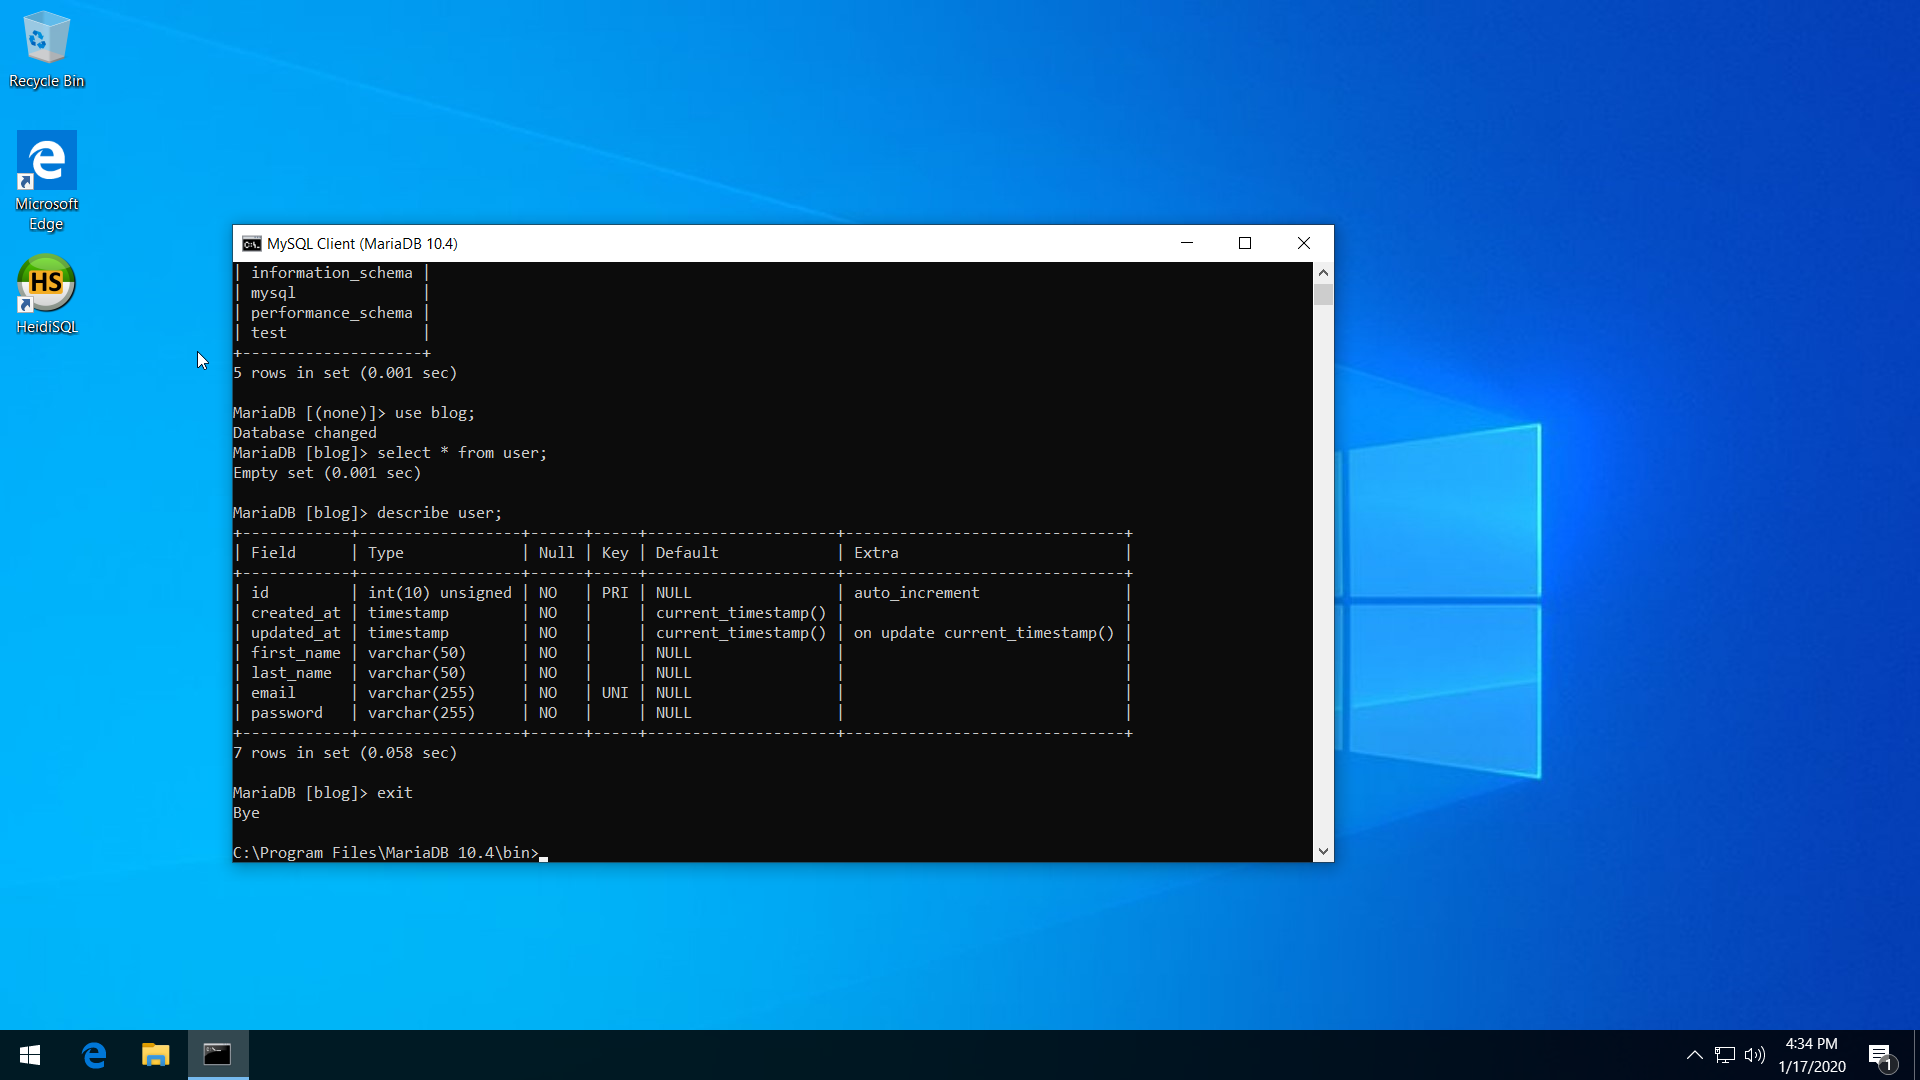 Recycle Bin
Microsoft
Edge
HS
HeidiSQL
MySQL Client (MariaDB 10.4)
| information_schema |
| mysql              |
| performance_schema |
| test               |
+--------------------+
5 rows in set (0.001 sec)
MariaDB [(none)]> use blog;
Database changed
MariaDB [blog]> select * from user;
Empty set (0.001 sec)
MariaDB [blog]> describe user;
+------------+------------------+------+-----+---------------------+-------------------------------+
| Field      | Type             | Null | Key | Default             | Extra                         |
+------------+------------------+------+-----+---------------------+-------------------------------+
| id         | int(10) unsigned | NO   | PRI | NULL                | auto_increment                |
| created_at | timestamp        | NO   |     | current_timestamp() |                               |
| updated_at | timestamp        | NO   |     | current_timestamp() | on update current_timestamp() |
| first_name | varchar(50)      | NO   |     | NULL                |                               |
| last_name  | varchar(50)      | NO   |     | NULL                |                               |
| email      | varchar(255)     | NO   | UNI | NULL                |                               |
| password   | varchar(255)     | NO   |     | NULL                |                               |
+------------+------------------+------+-----+---------------------+-------------------------------+
7 rows in set (0.058 sec)
MariaDB [blog]> exit
Bye
C:\Program Files\MariaDB 10.4\bin>
4:34 PM
1/17/2020
1